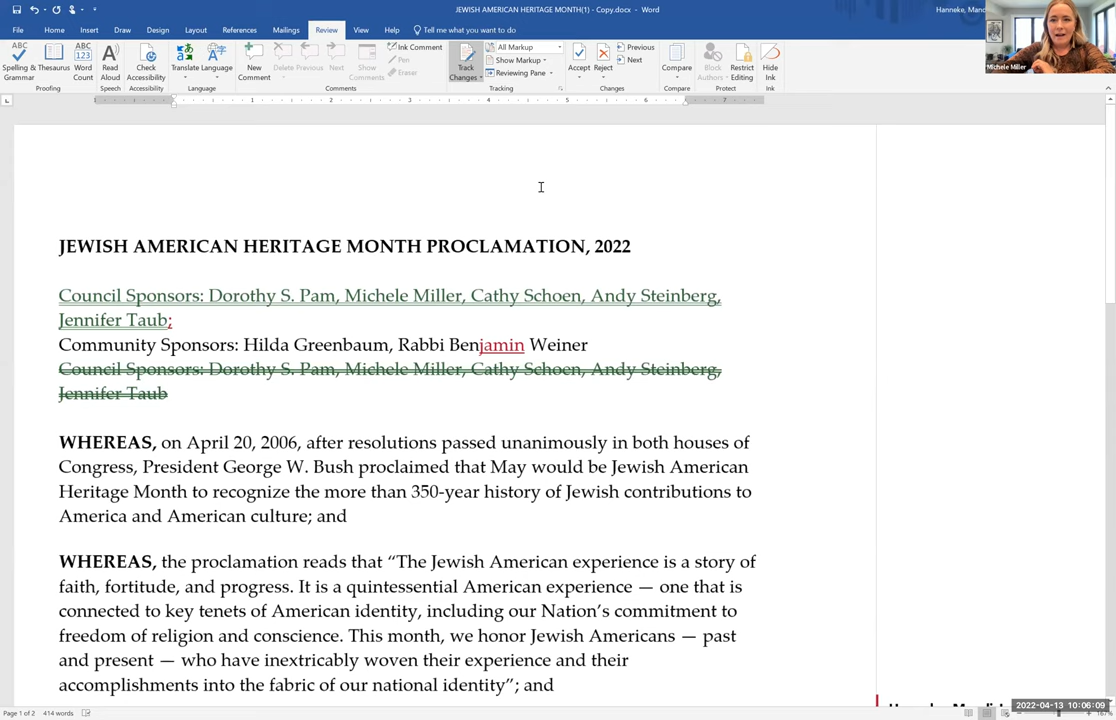 JEWISH AMERICAN HERITAGE MONTH(1) - Copy.docx - Word
Hanneke, Mand
File Home Insert Draw Design Layout References Mailings Review View Help Tell me what you want to do
Spelling & Grammar
Thesaurus
Word Count
Read Aloud
Check Accessibility
Translate
Language
New Comment
Delete
Previous
Next
Show Comments
Ink Comment
Pen
Eraser
Track Changes
All Markup
Show Markup
Reviewing Pane
Accept
Reject
Previous
Next
Compare
Block Authors
Restrict Editing
Hide Ink
Proofing Speech Accessibility Language Comments Tracking Changes Compare Protect Ink
Michele Miller
1 2 3 4 5 6 7
JEWISH AMERICAN HERITAGE MONTH PROCLAMATION, 2022
Council Sponsors: Dorothy S. Pam, Michele Miller, Cathy Schoen, Andy Steinberg,
Jennifer Taub;
Community Sponsors: Hilda Greenbaum, Rabbi Benjamin Weiner
Council Sponsors: Dorothy S. Pam, Michele Miller, Cathy Schoen, Andy Steinberg,
Jennifer Taub
WHEREAS, on April 20, 2006, after resolutions passed unanimously in both houses of
Congress, President George W. Bush proclaimed that May would be Jewish American
Heritage Month to recognize the more than 350-year history of Jewish contributions to
America and American culture; and
WHEREAS, the proclamation reads that “The Jewish American experience is a story of
faith, fortitude, and progress. It is a quintessential American experience — one that is
connected to key tenets of American identity, including our Nation’s commitment to
freedom of religion and conscience. This month, we honor Jewish Americans — past
and present — who have inextricably woven their experience and their
accomplishments into the fabric of our national identity”; and
Page 1 of 2 414 words
2022-04-13 10:06:09